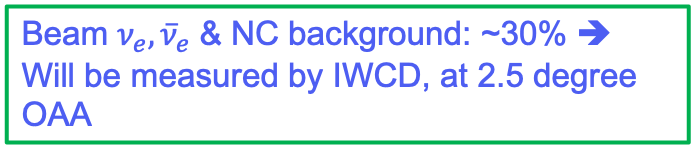 Beam 𝜈ₑ, 𝜈̄ₑ & NC background: ~30% ➔
Will be measured by IWCD, at 2.5 degree
OAA